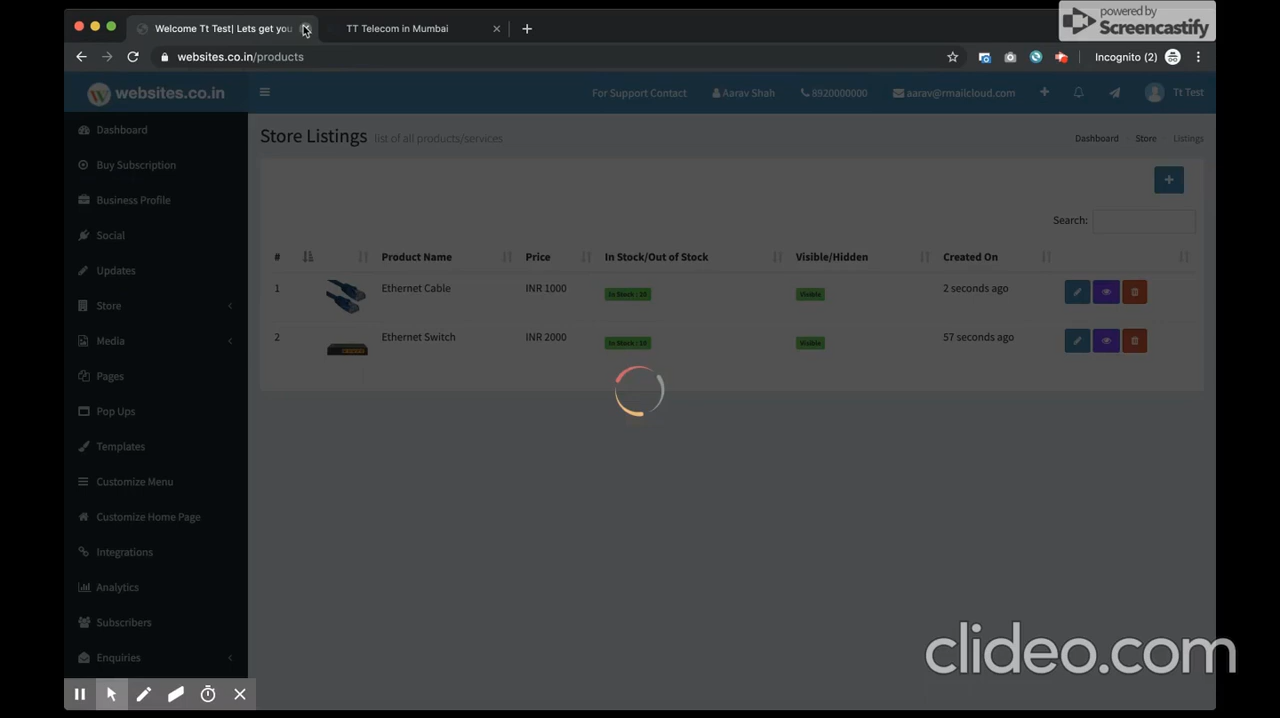 powered by
Screencastify
Welcome Tt Test| Lets get you
TT Telecom in Mumbai
websites.co.in/products
Incognito (2)
websites.co.in
For Support Contact
Aarav Shah
8920000000
aarav@rmailcloud.com
Tt Test
Dashboard
Buy Subscription
Business Profile
Social
Updates
Store
Media
Pages
Pop Ups
Templates
Customize Menu
Customize Home Page
Integrations
Analytics
Subscribers
Enquiries
Store Listings list of all products/services
Dashboard Store Listings
Search:
# Product Name Price In Stock/Out of Stock Visible/Hidden Created On
1 Ethernet Cable INR 1000 In Stock : 20 Visible 2 seconds ago
2 Ethernet Switch INR 2000 In Stock : 10 Visible 57 seconds ago
clideo.com